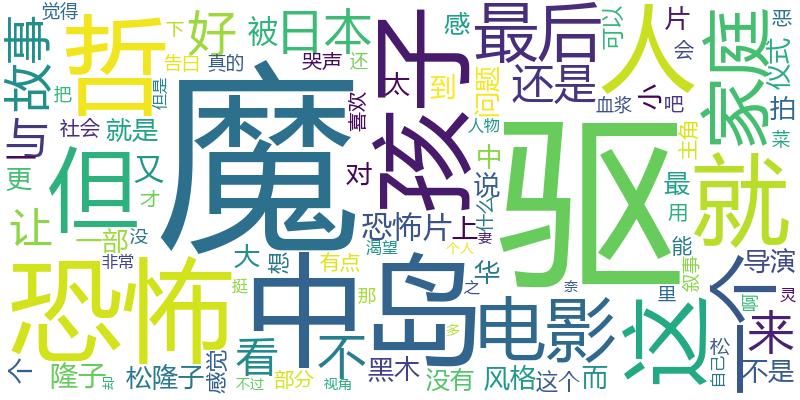 觉得
哲
好
被
日本
孩子
感
最后
人
可以
片
会
家庭
恶
仪式
故事
下
告白
真的
哭声
还
到
问题
还是
但是
把
喜欢
太
血浆
小
吧
拍
与
社会
就是
魔
驱
人物
主角
菜
更
但
又
对
中
说
什么
就
最
用
让
一部
才
没
恐怖片
上
妻
能
导演
非常
大
想
有点
渴望
个人
华
叙事
里
灵
恐怖
中岛
电影
这
一个
来
挺
那
之
奈
看
不
多
个
隆子
却
松隆子
感觉
不过
部分
视角
黑木
没有
风格
这个
而
自己
松
不是